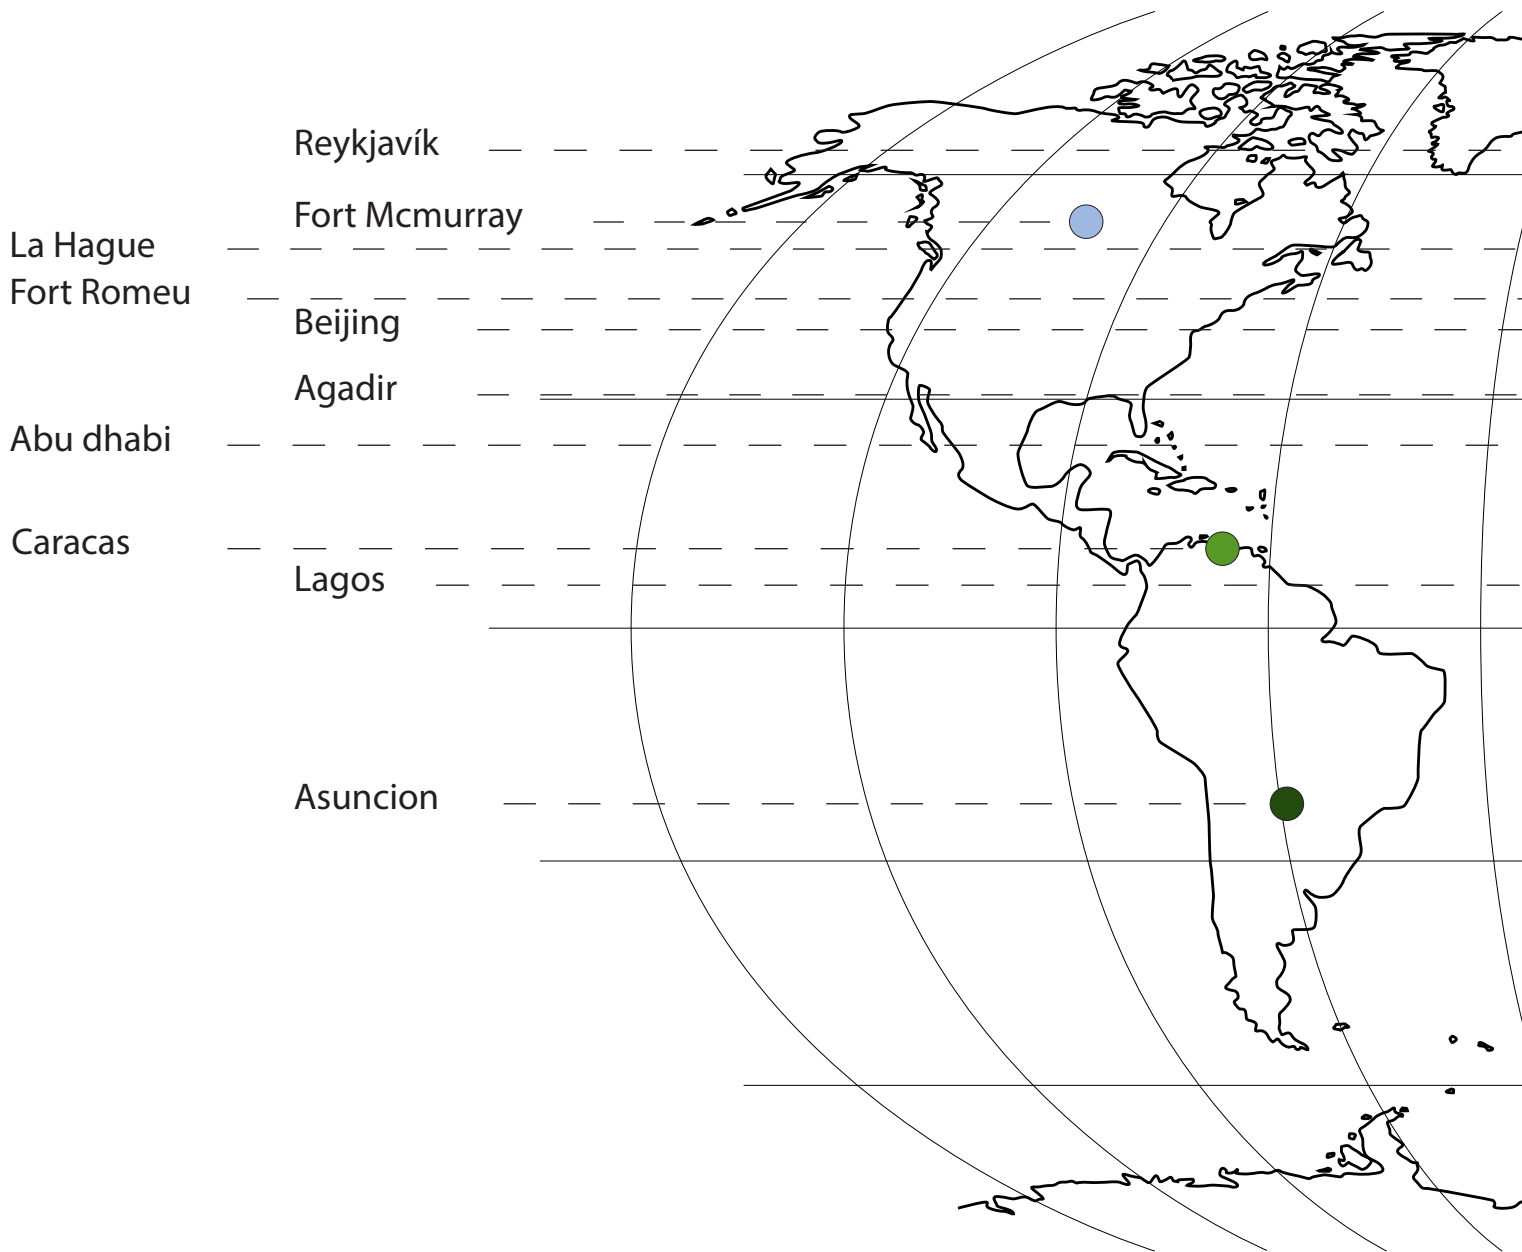 Reykjavík
Fort Mcmurray
La Hague
Fort Romeu
Beijing
Agadir
Abu dhabi
Caracas
Lagos
Asuncion